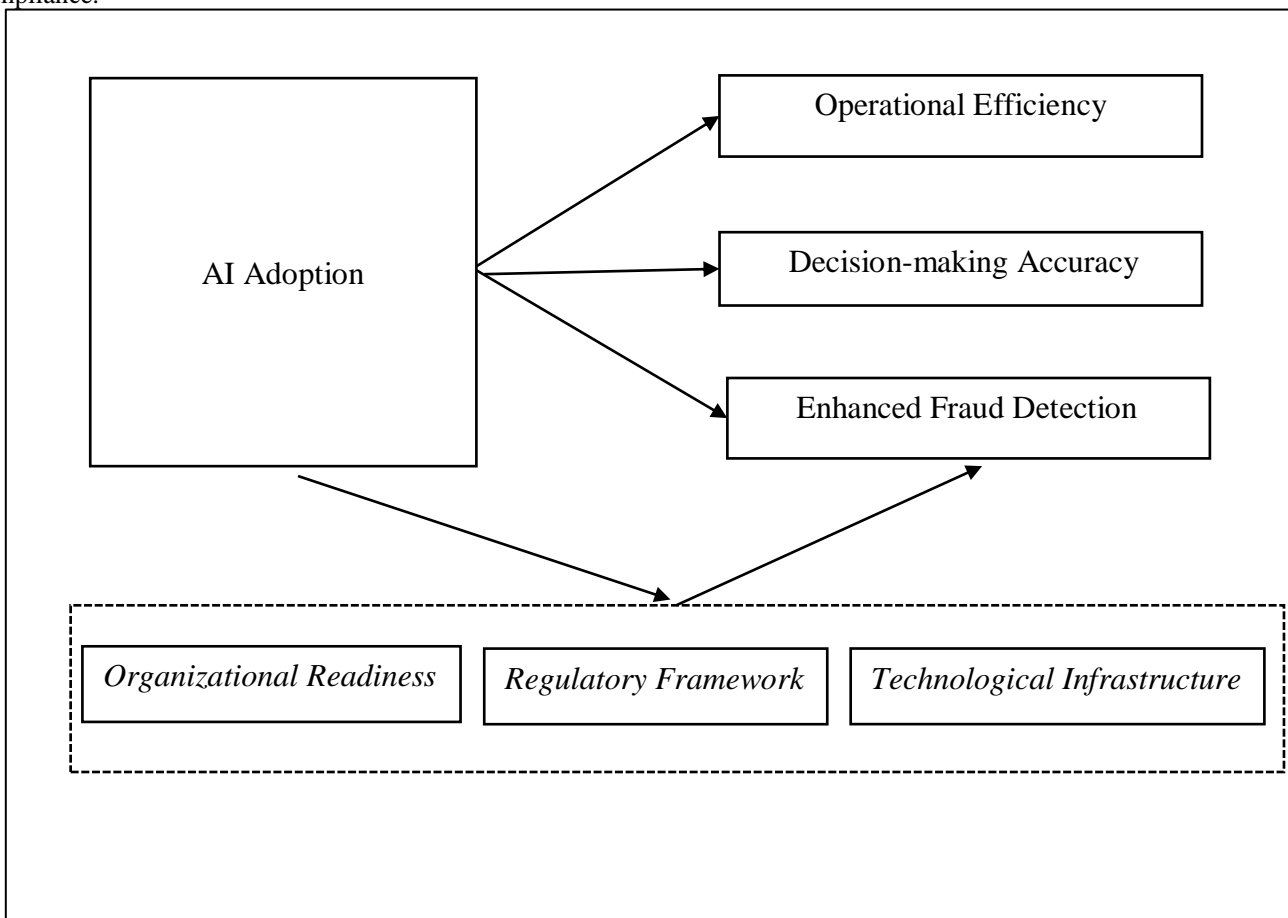 Operational Efficiency
AI Adoption
Decision-making Accuracy
Enhanced Fraud Detection
Organizational Readiness
Regulatory Framework
Technological Infrastructure